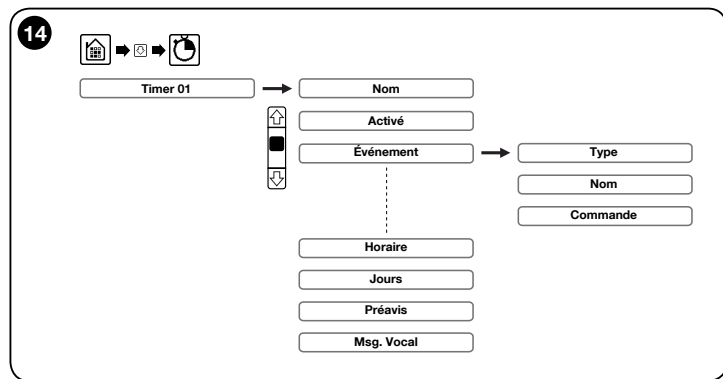 14
Timer 01
Nom
Activé
Événement
Type
Nom
Commande
Horaire
Jours
Préavis
Msg. Vocal